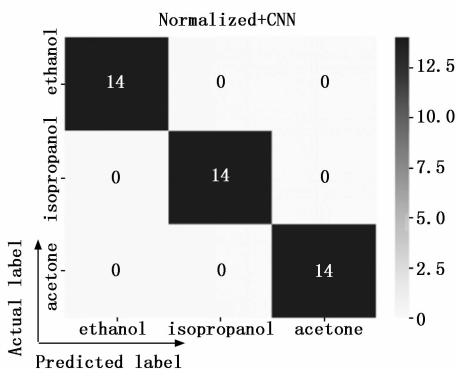 Normalized+CNN
ethanol
14 0 0
isopropanol
0 14 0
acetone
0 0 14
ethanol isopropanol acetone
Actual label
Predicted label
12.5
10.0
7.5
5.0
2.5
0